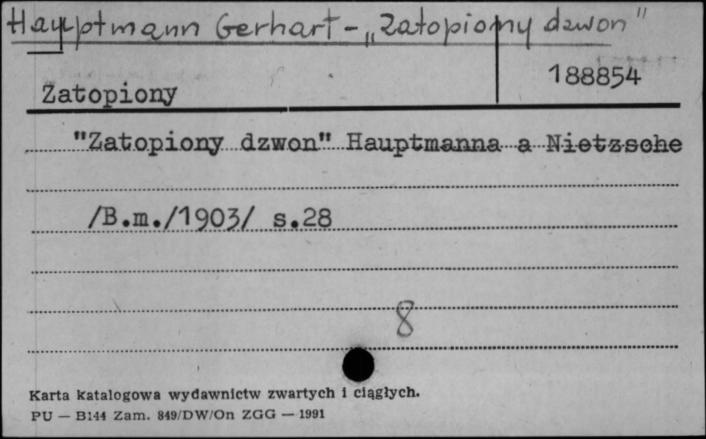 Hauptmann Gerhart - „Zatopiony dzwon"
188854
Zatopiony
"Zatopiony dzwon" Hauptmanna a Nietzsche
/B.m./1903/ s.28
8
Karta katalogowa wydawnictw zwartych i ciągłych.
PU — B144 Zam. 849/DW/On ZGG — 1991